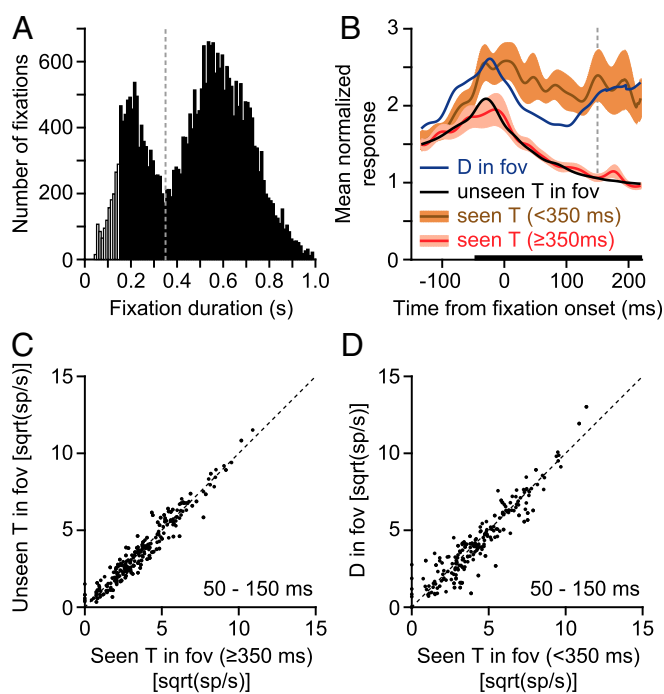 A
Number of fixations
600
400
200
0
0
0.2
0.4
0.6
0.8
1.0
Fixation duration (s)
B
Mean normalized
response
3
2
1
0
D in fov
unseen T in fov
seen T (<350 ms)
seen T (≥350ms)
-100
0
100
200
Time from fixation onset (ms)
C
Unseen T in fov [sqrt(sp/s)]
15
10
5
0
50 - 150 ms
0
5
10
15
Seen T in fov (≥350 ms)
[sqrt(sp/s)]
D
D in fov [sqrt(sp/s)]
15
10
5
0
50 - 150 ms
0
5
10
15
Seen T in fov (<350 ms)
[sqrt(sp/s)]